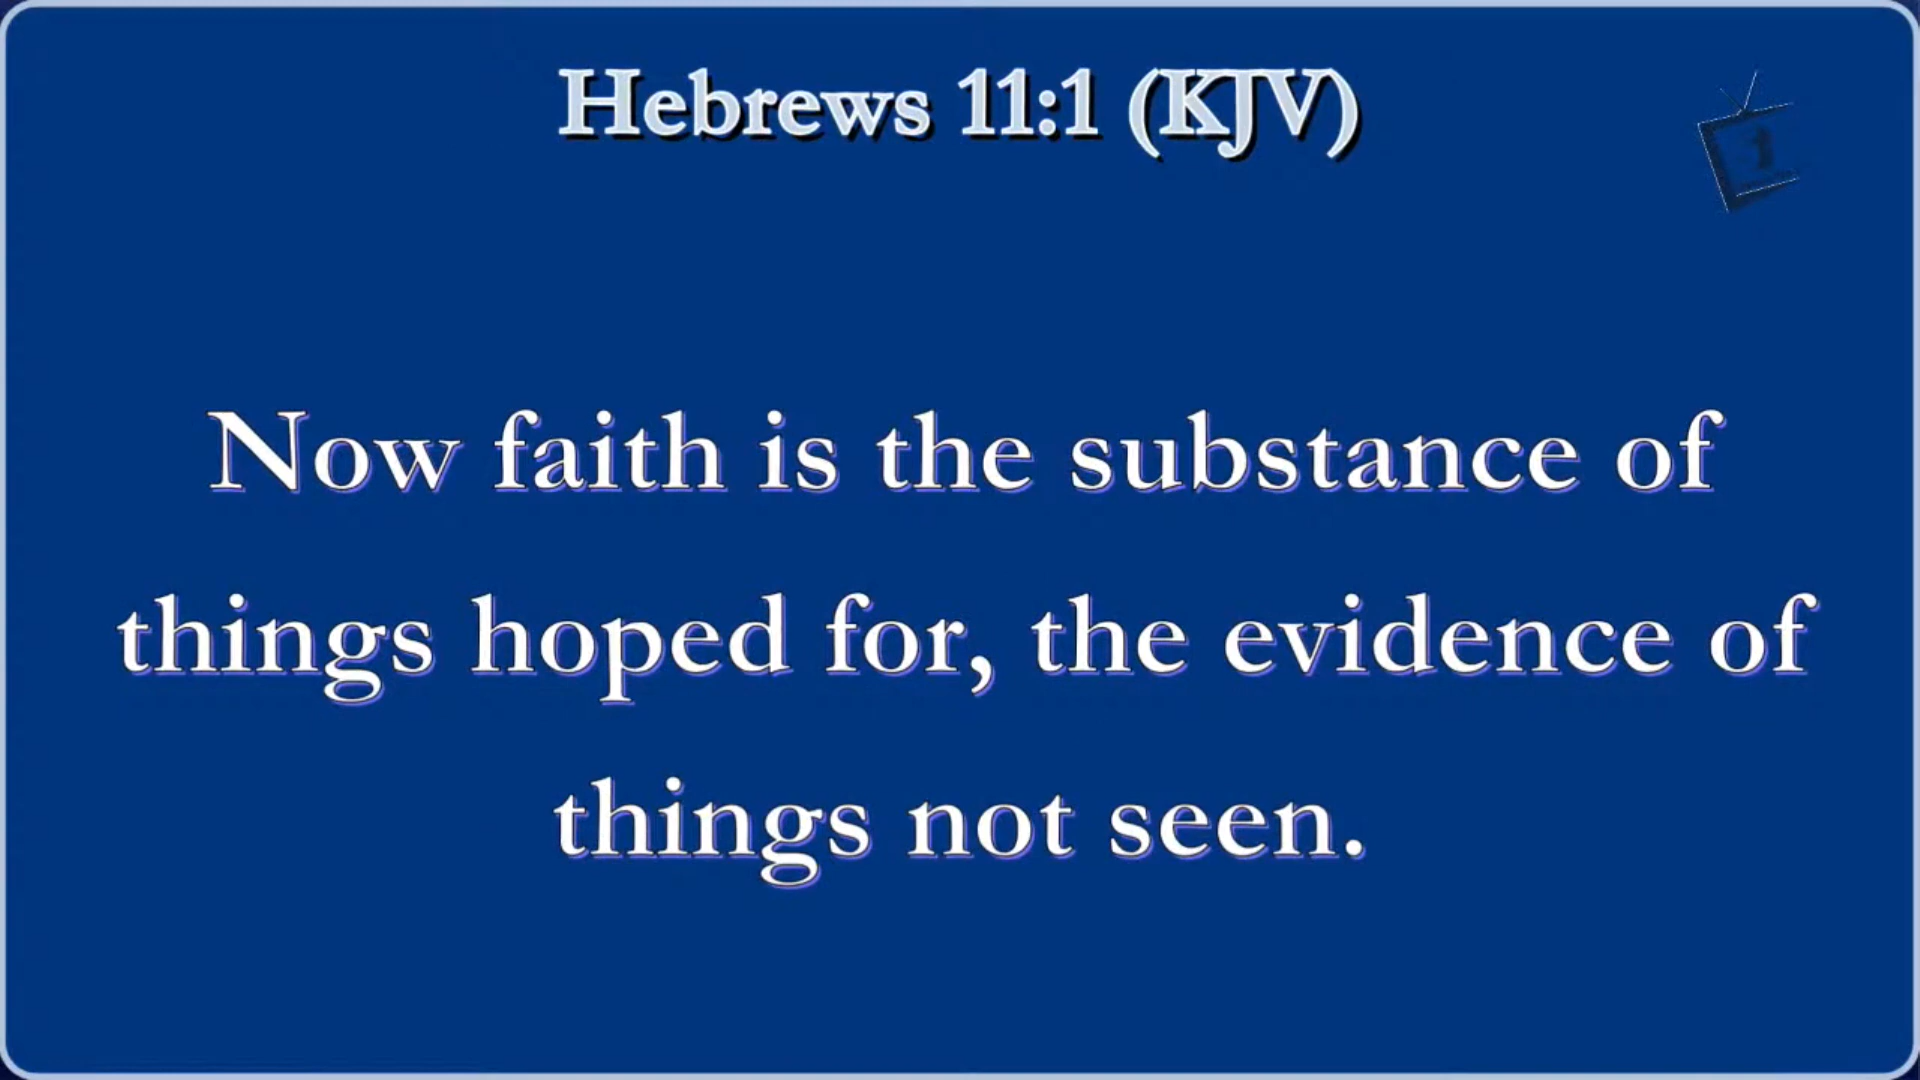 Hebrews 11:1 (KJV)
1
Now faith is the substance of
things hoped for, the evidence of
things not seen.